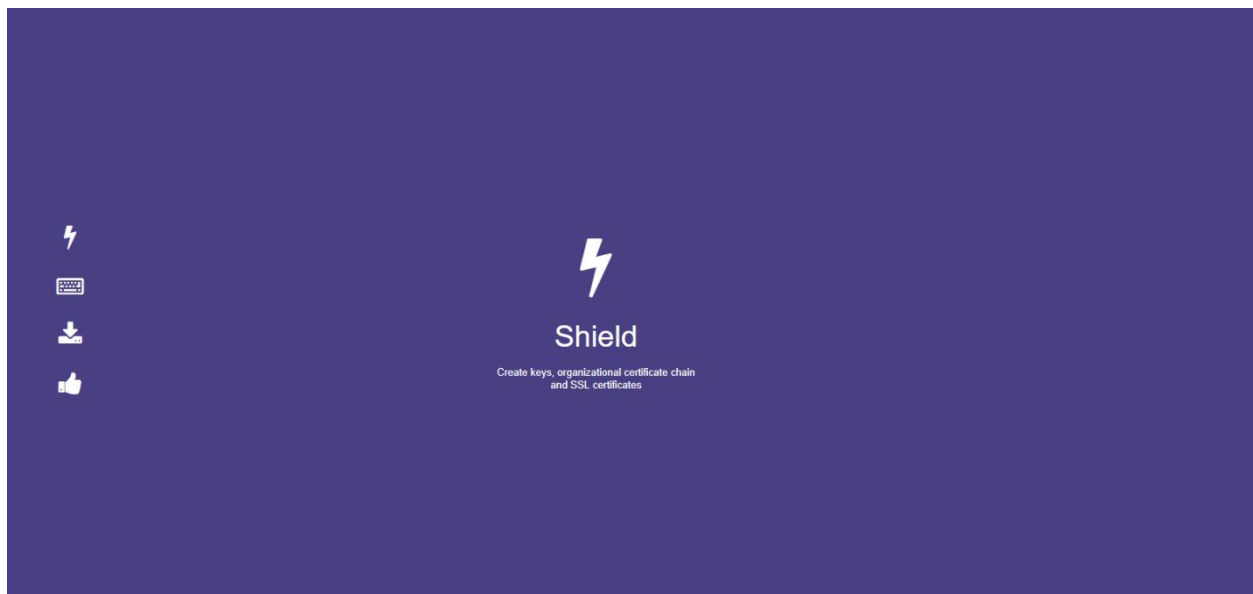 Shield
Create keys, organizational certificate chain
and SSL certificates